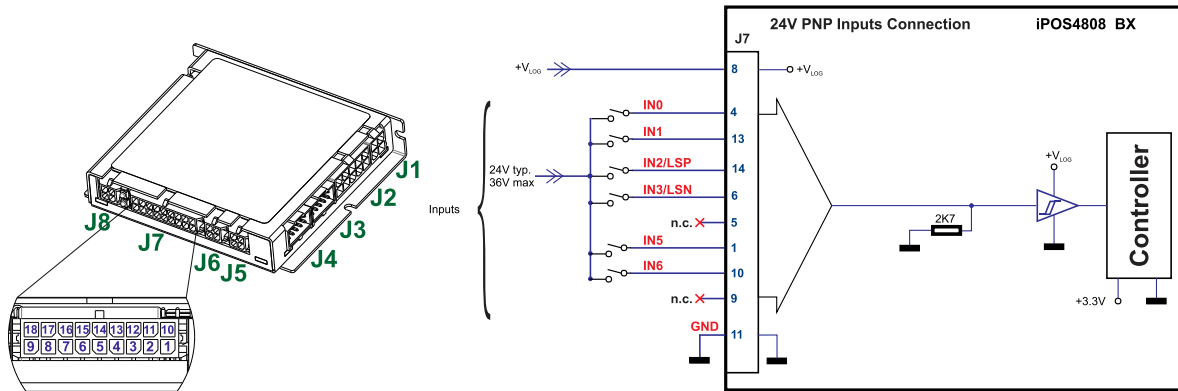 24V PNP Inputs Connection
iPOS4808 BX
J7
+VLOG
8
+VLOG
IN0
4
IN1
13
24V typ.
36V max
IN2/LSP
14
IN3/LSN
6
Inputs
n.c.
5
IN5
1
IN6
10
n.c.
9
GND
11
2K7
+VLOG
Controller
+3.3V
J1
J2
J3
J4
J5
J6
J7
J8
18 17 16 15 14 13 12 11 10
9 8 7 6 5 4 3 2 1